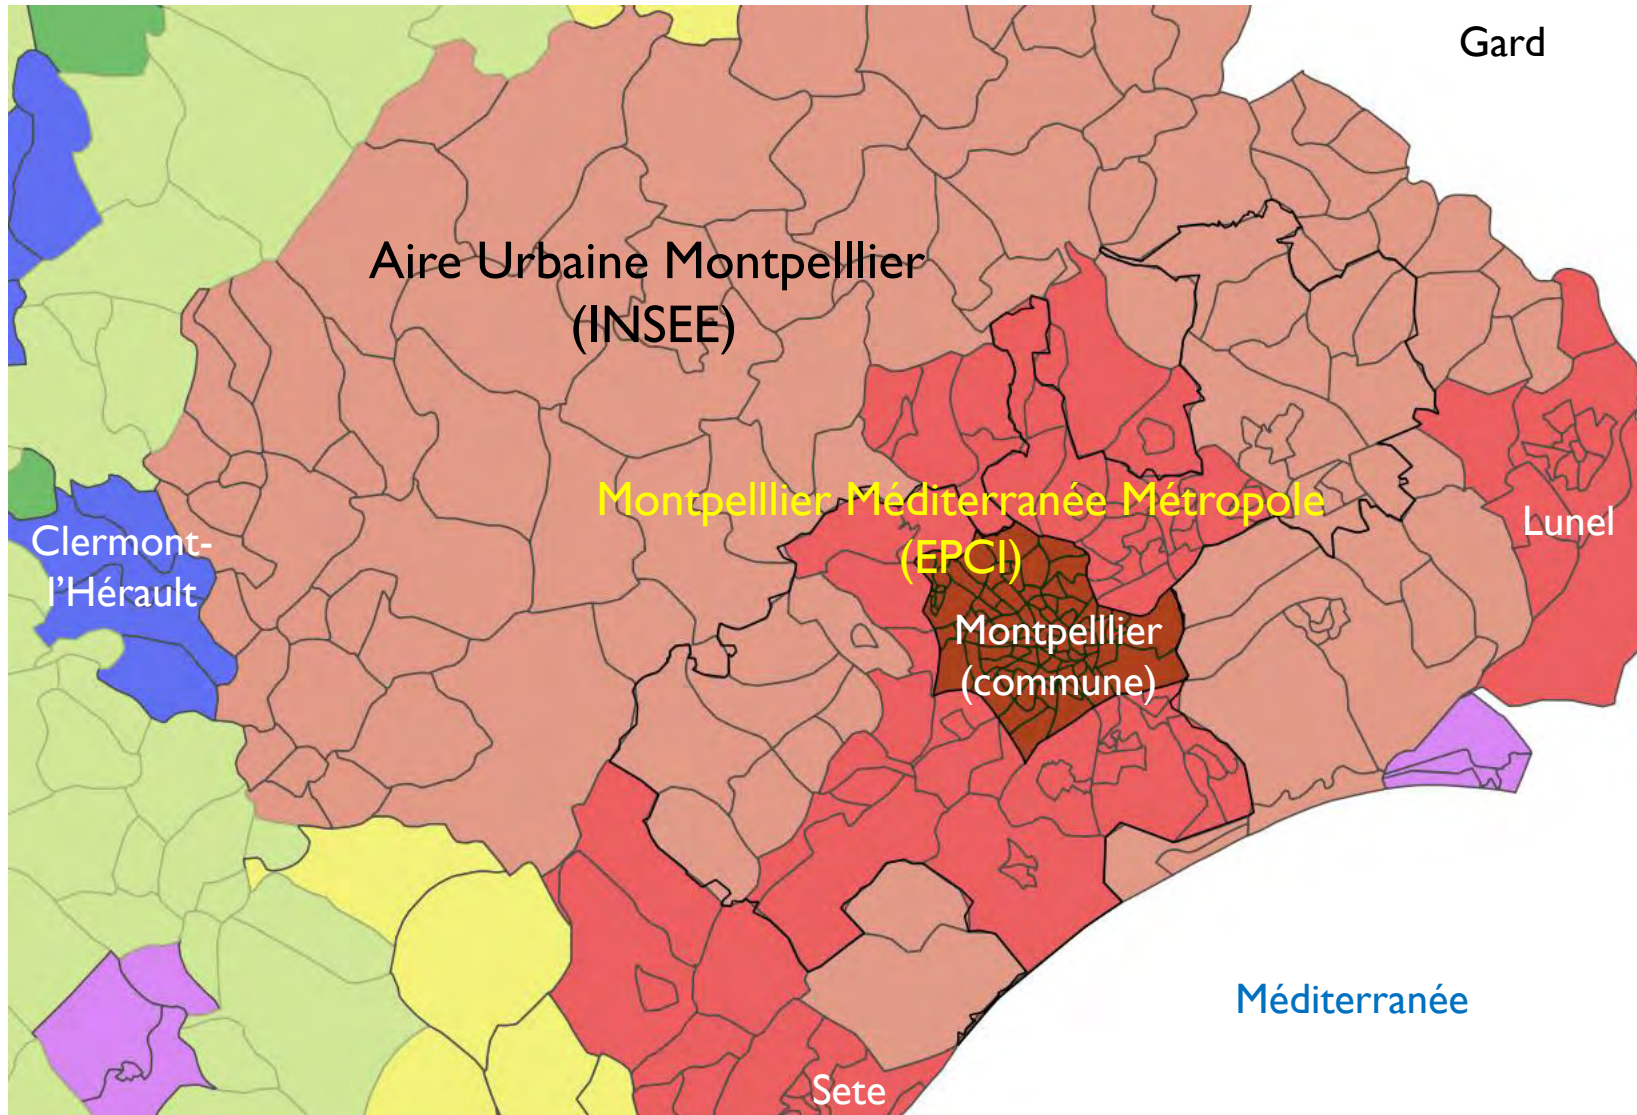 Gard
Aire Urbaine Montpelllier
(INSEE)
Montpelllier Méditerranée Métropole
(EPCI)
Lunel
Clermont-
l'Hérault
Montpelllier
(commune)
Méditerranée
Sete